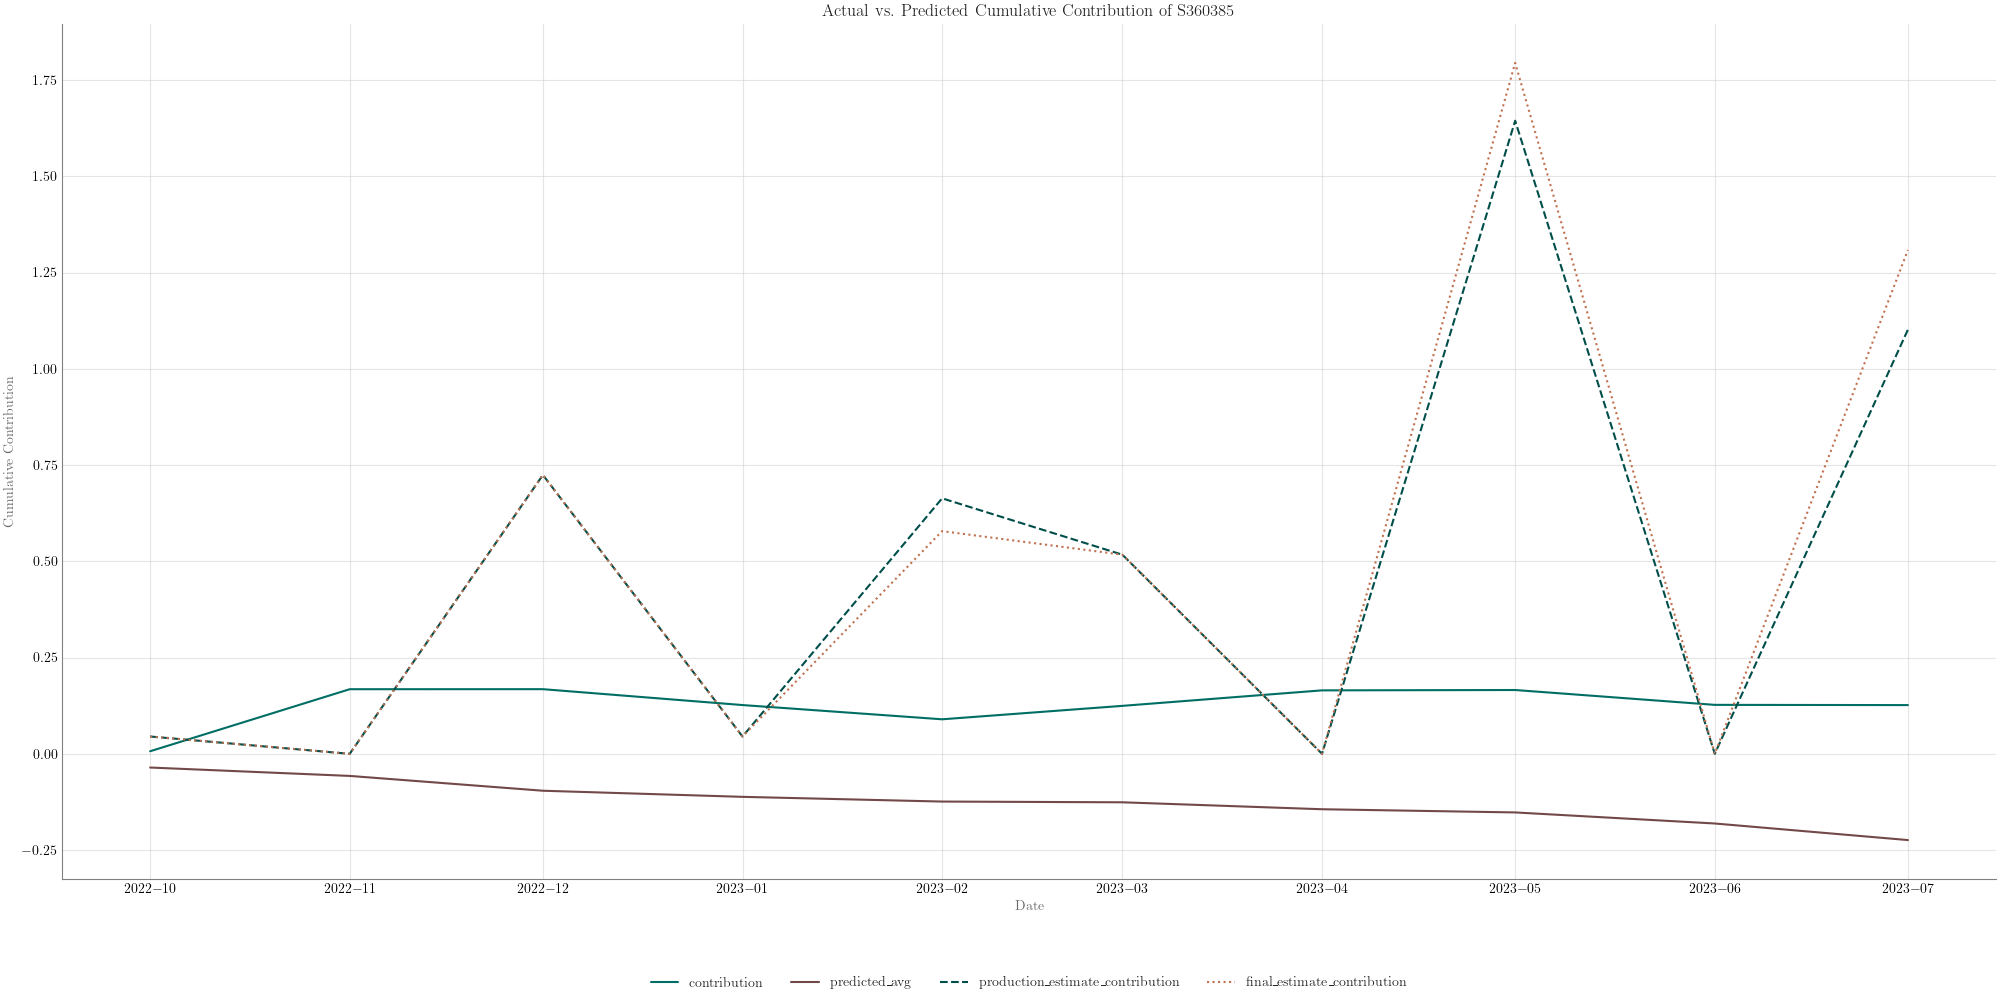 Actual vs. Predicted Cumulative Contribution of S360385
Cumulative Contribution
1.75
1.50
1.25
1.00
0.75
0.50
0.25
0.00
−0.25
2022−10 2022−11 2022−12 2023−01 2023−02 2023−03 2023−04 2023−05 2023−06 2023−07
Date
contribution predicted_avg production_estimate_contribution final_estimate_contribution